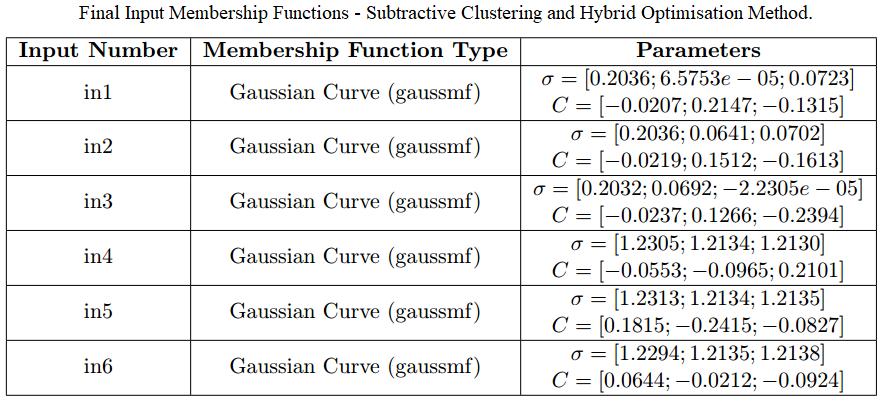 Final Input Membership Functions - Subtractive Clustering and Hybrid Optimisation Method.
Input Number Membership Function Type Parameters
in1 Gaussian Curve (gaussmf) σ = [0.2036; 6.5753e − 05; 0.0723]
C = [−0.0207; 0.2147; −0.1315]
in2 Gaussian Curve (gaussmf) σ = [0.2036; 0.0641; 0.0702]
C = [−0.0219; 0.1512; −0.1613]
in3 Gaussian Curve (gaussmf) σ = [0.2032; 0.0692; −2.2305e − 05]
C = [−0.0237; 0.1266; −0.2394]
in4 Gaussian Curve (gaussmf) σ = [1.2305; 1.2134; 1.2130]
C = [−0.0553; −0.0965; 0.2101]
in5 Gaussian Curve (gaussmf) σ = [1.2313; 1.2134; 1.2135]
C = [0.1815; −0.2415; −0.0827]
in6 Gaussian Curve (gaussmf) σ = [1.2294; 1.2135; 1.2138]
C = [0.0644; −0.0212; −0.0924]